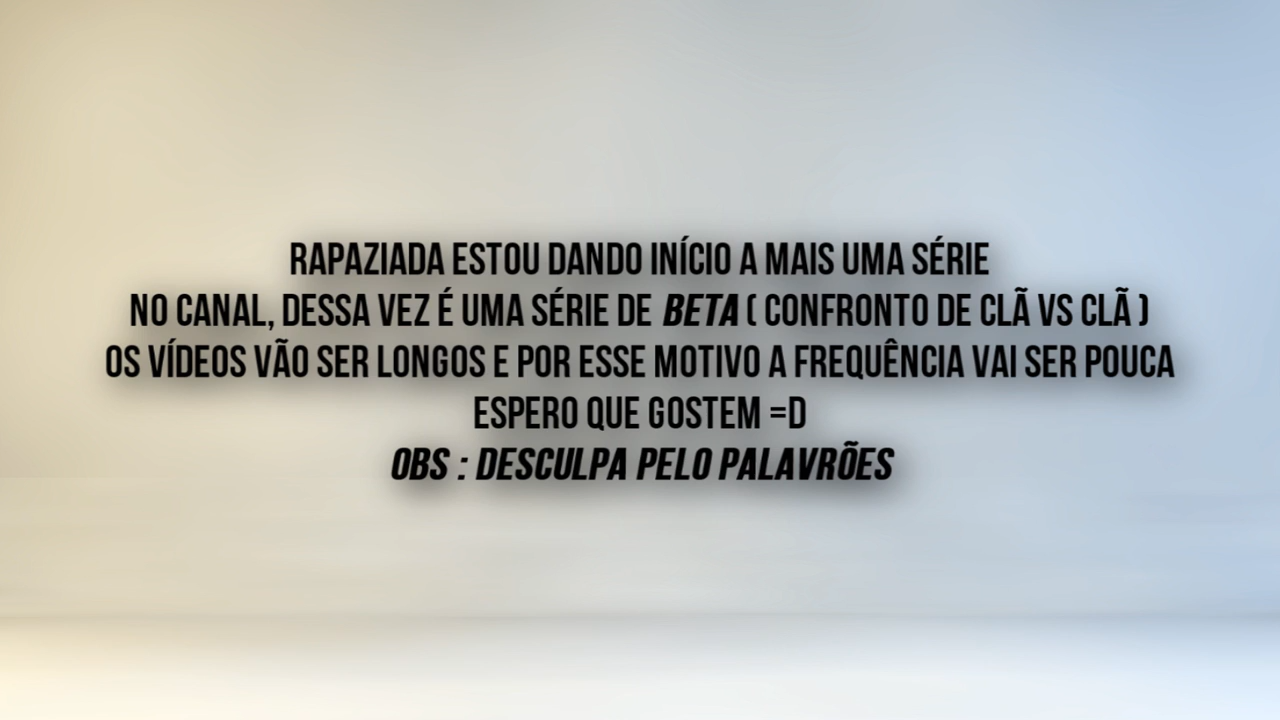 RAPAZIADA ESTOU DANDO INÍCIO A MAIS UMA SÉRIE
NO CANAL, DESSA VEZ É UMA SÉRIE DE BETA ( CONFRONTO DE CLÃ VS CLÃ )
OS VÍDEOS VÃO SER LONGOS E POR ESSE MOTIVO A FREQUÊNCIA VAI SER POUCA
ESPERO QUE GOSTEM =D
OBS : DESCULPA PELO PALAVRÕES